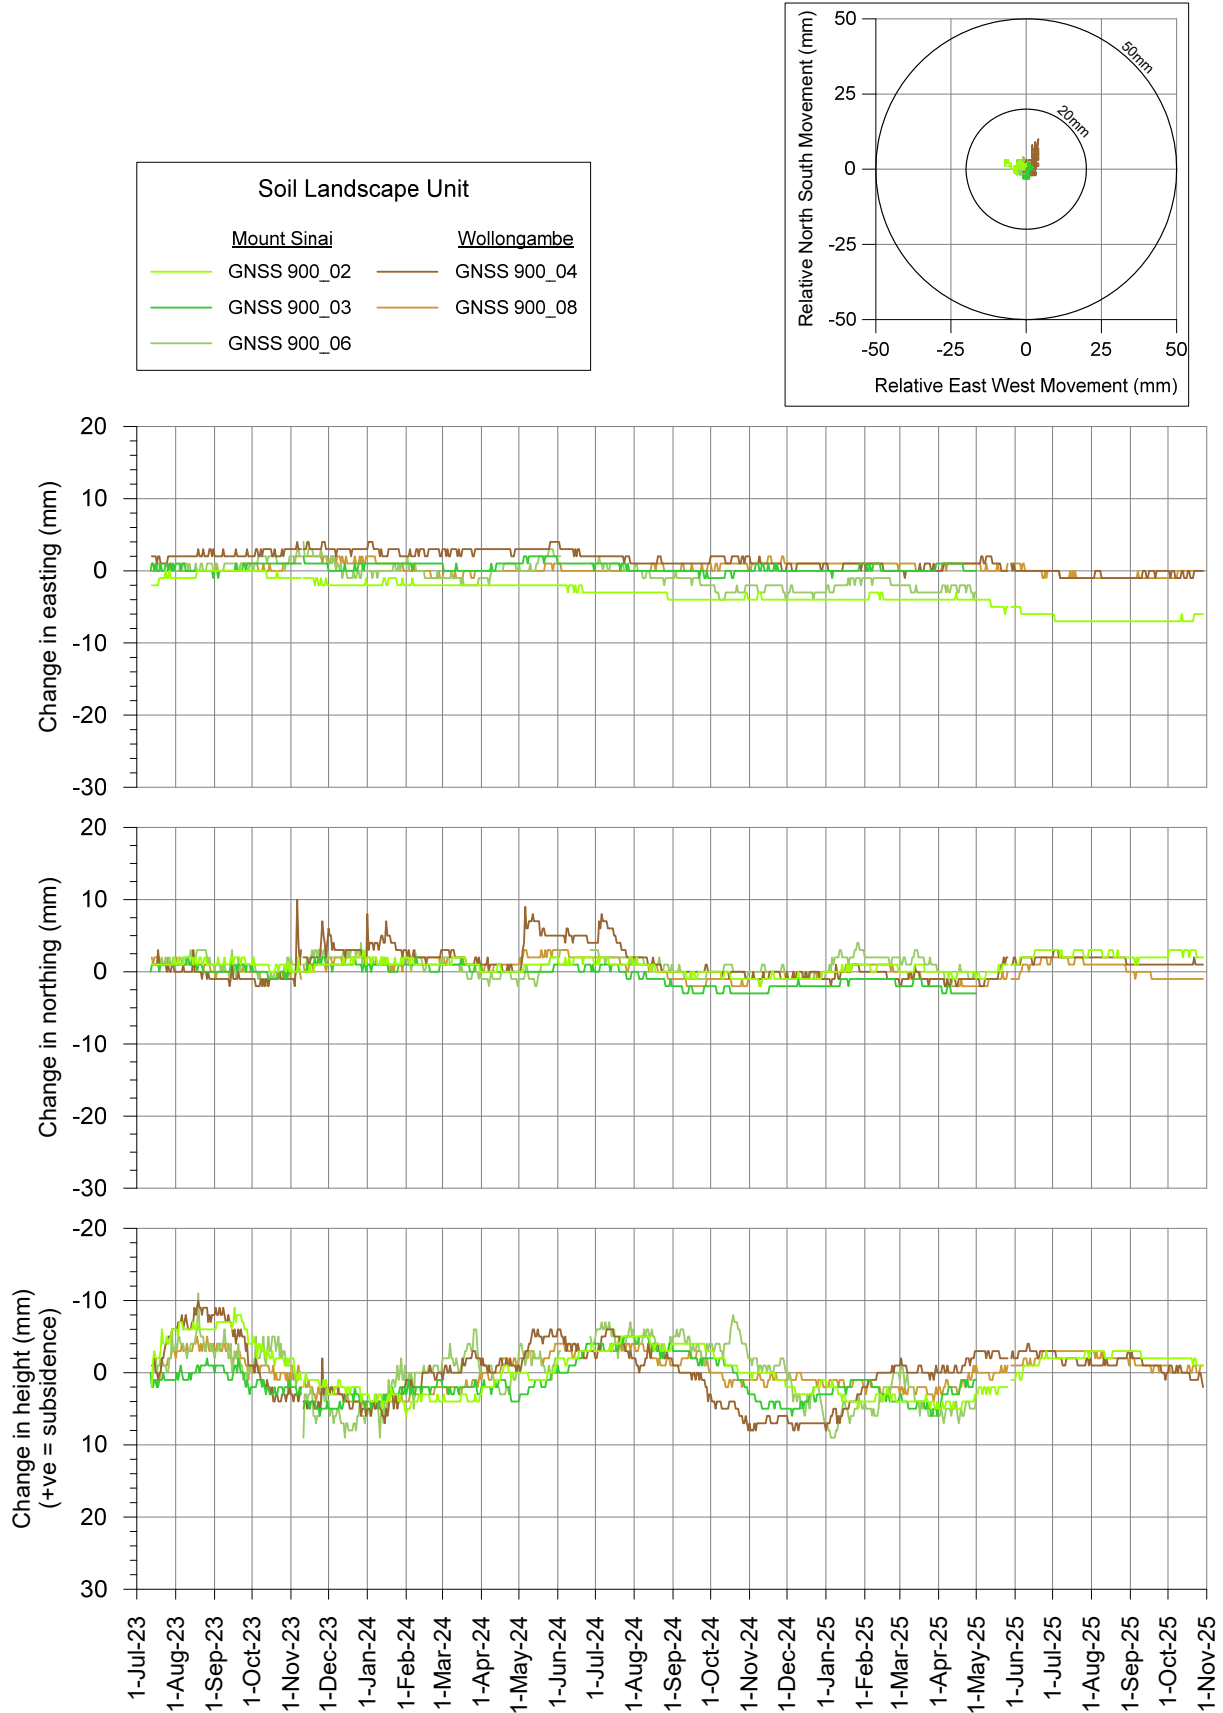 50
25
0
-25
-50
Relative North South Movement (mm)
50mm
20mm
-50
-25
0
25
50
Relative East West Movement (mm)
Soil Landscape Unit
Mount Sinai
Wollongambe
GNSS 900_02
GNSS 900_04
GNSS 900_03
GNSS 900_08
GNSS 900_06
20
10
0
-10
-20
-30
Change in easting (mm)
20
10
0
-10
-20
-30
Change in northing (mm)
-20
-10
0
10
20
30
Change in height (mm)
(+ve = subsidence)
1-Jul-23
1-Aug-23
1-Sep-23
1-Oct-23
1-Nov-23
1-Dec-23
1-Jan-24
1-Feb-24
1-Mar-24
1-Apr-24
1-May-24
1-Jun-24
1-Jul-24
1-Aug-24
1-Sep-24
1-Oct-24
1-Nov-24
1-Dec-24
1-Jan-25
1-Feb-25
1-Mar-25
1-Apr-25
1-May-25
1-Jun-25
1-Jul-25
1-Aug-25
1-Sep-25
1-Oct-25
1-Nov-25